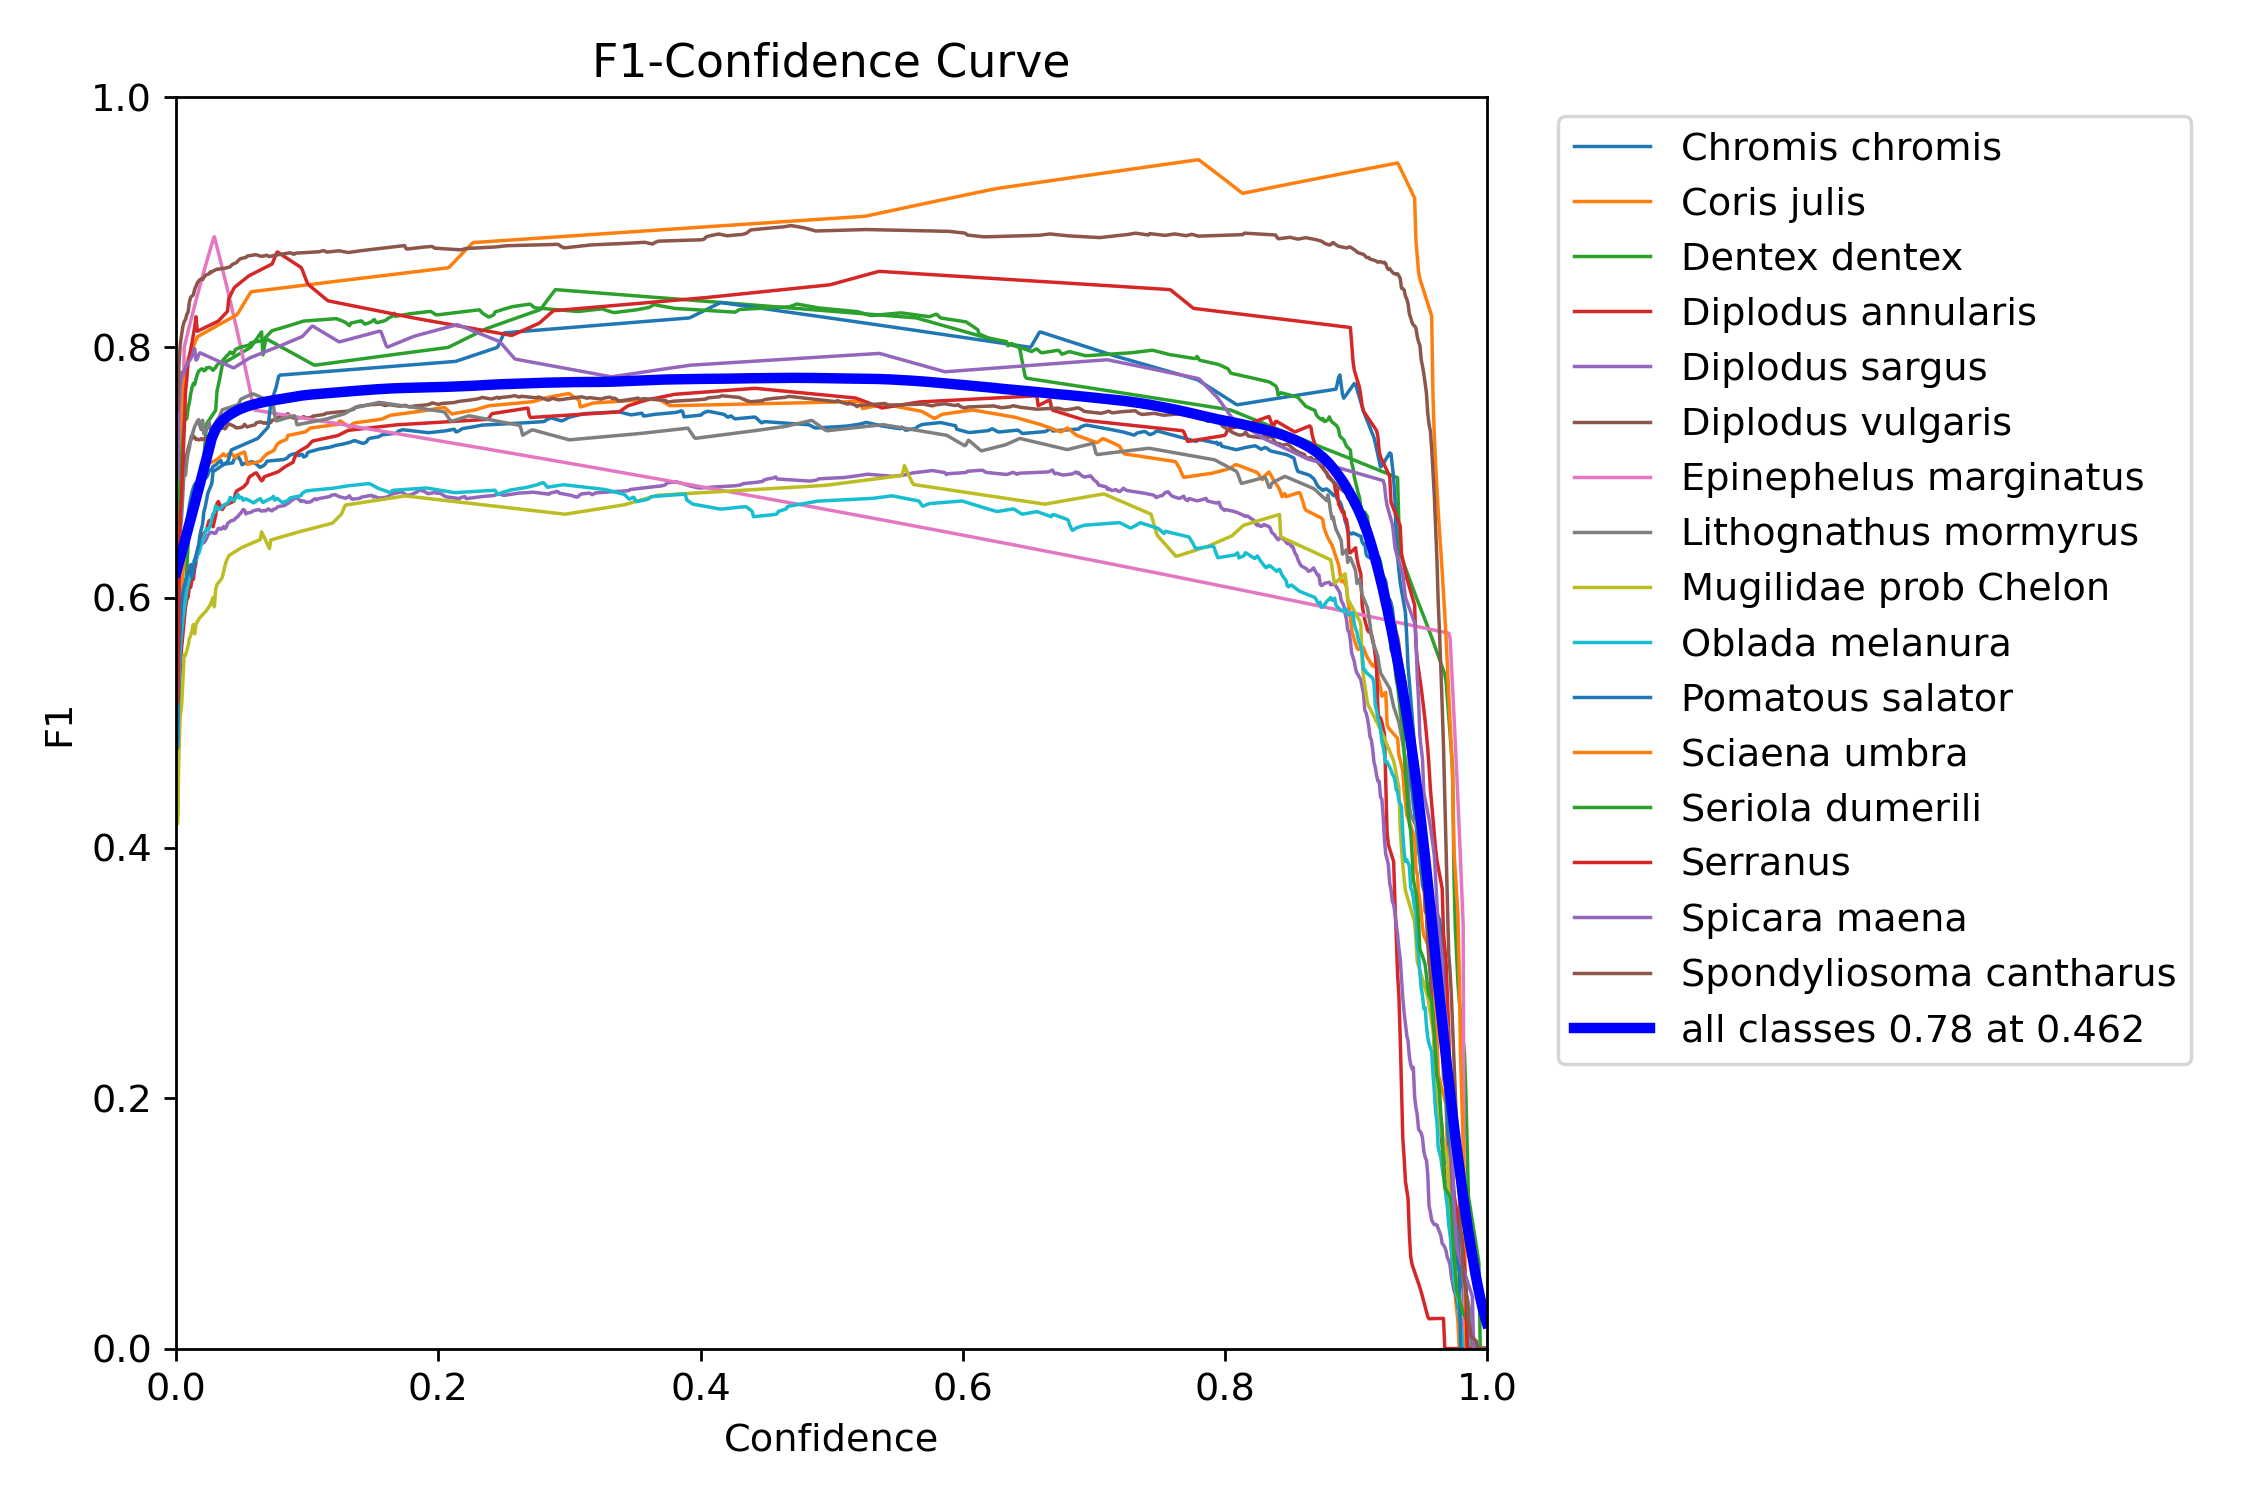 F1-Confidence Curve
1.0
0.8
0.6
0.4
0.2
0.0
F1
0.0 0.2 0.4 0.6 0.8 1.0
Confidence
Chromis chromis
Coris julis
Dentex dentex
Diplodus annularis
Diplodus sargus
Diplodus vulgaris
Epinephelus marginatus
Lithognathus mormyrus
Mugilidae prob Chelon
Oblada melanura
Pomatous salator
Sciaena umbra
Seriola dumerili
Serranus
Spicara maena
Spondyliosoma cantharus
all classes 0.78 at 0.462